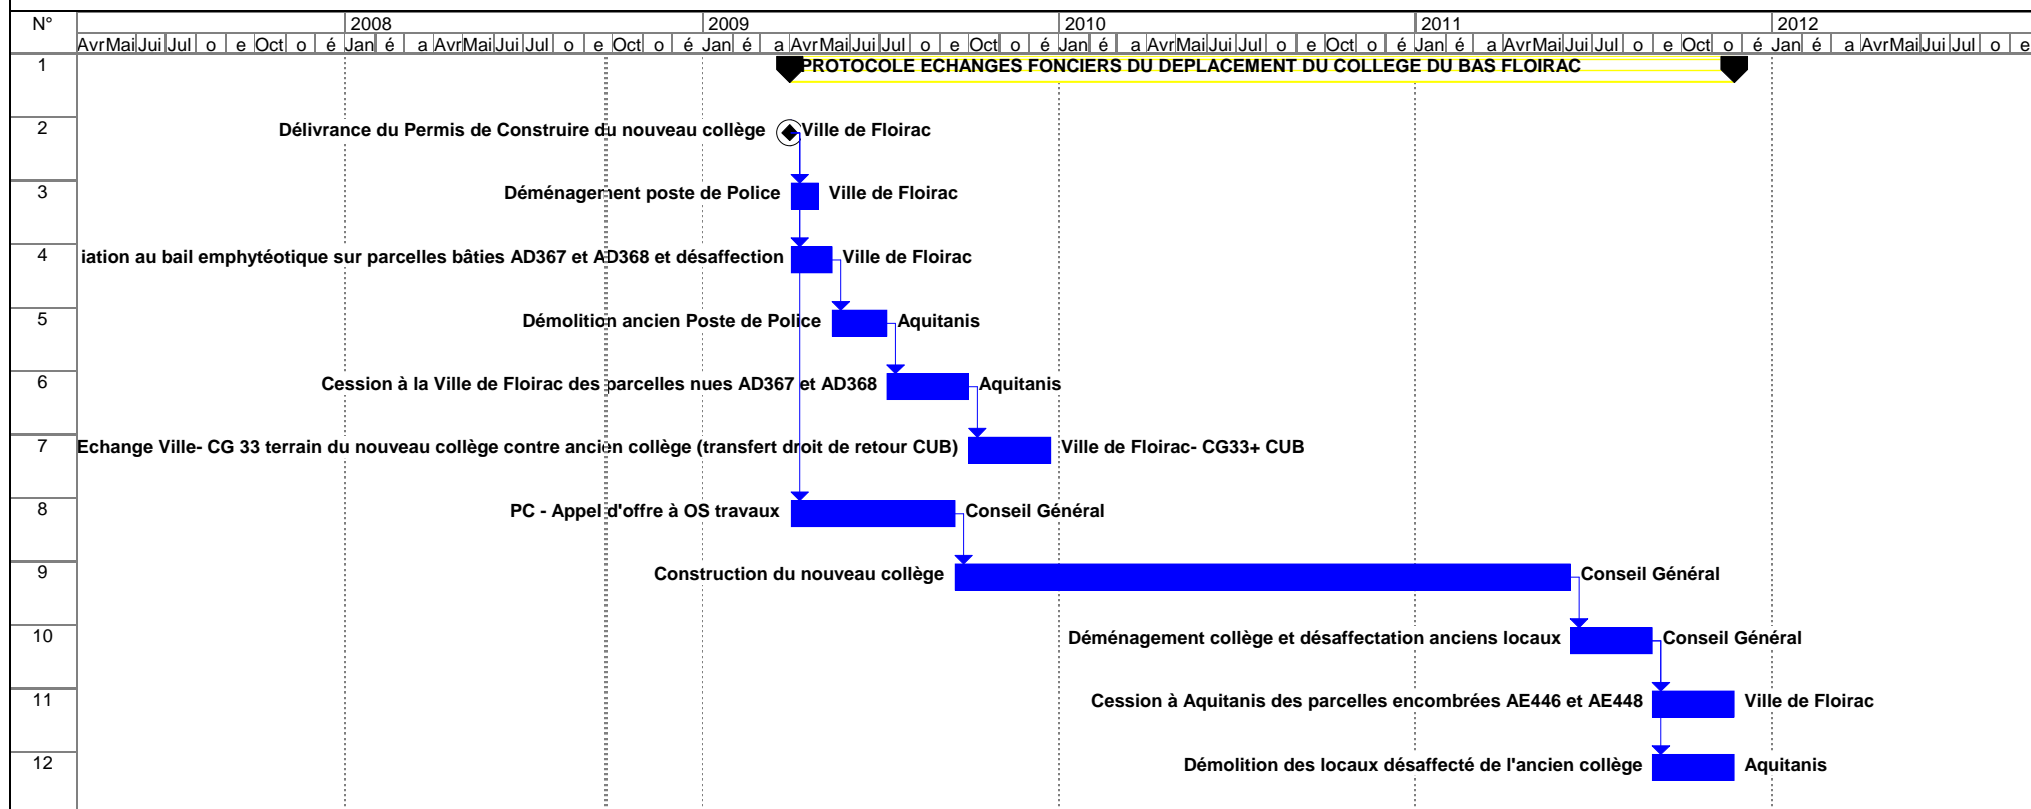 N° 2008 2009 2010 2011 2012
Avr Mai Jui Jul o e Oct o é Jan é a Avr Mai Jui Jul o e Oct o é Jan é a Avr Mai Jui Jul o e Oct o é Jan é a Avr Mai Jui Jul o e Oct o é Jan é a Avr Mai Jui Jul o e Oct o é Jan é a Avr Mai Jui Jul o e
1 PROTOCOLE ECHANGES FONCIERS DU DEPLACEMENT DU COLLEGE DU BAS FLOIRAC
2 Délivrance du Permis de Construire du nouveau collège Ville de Floirac
3 Déménagement poste de Police Ville de Floirac
4 iation au bail emphytéotique sur parcelles bâties AD367 et AD368 et désaffection Ville de Floirac
5 Démolition ancien Poste de Police Aquitanis
6 Cession à la Ville de Floirac des parcelles nues AD367 et AD368 Aquitanis
7 Echange Ville- CG 33 terrain du nouveau collège contre ancien collège (transfert droit de retour CUB) Ville de Floirac- CG33+ CUB
8 PC - Appel d'offre à OS travaux Conseil Général
9 Construction du nouveau collège Conseil Général
10 Déménagement collège et désaffectation anciens locaux Conseil Général
11 Cession à Aquitanis des parcelles encombrées AE446 et AE448 Ville de Floirac
12 Démolition des locaux désaffecté de l'ancien collège Aquitanis